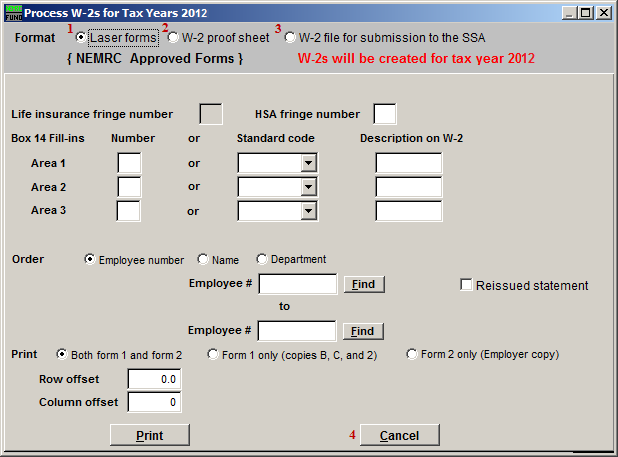 FUND Process W-2s for Tax Years 2012
Format 1 Laser forms 2 W-2 proof sheet 3 W-2 file for submission to the SSA
{ NEMRC Approved Forms } W-2s will be created for tax year 2012
Life insurance fringe number HSA fringe number
Box 14 Fill-ins Number or Standard code Description on W-2
Area 1 or
Area 2 or
Area 3 or
Order Employee number Name Department
Employee # Find Reissued statement
to
Employee # Find
Print Both form 1 and form 2 Form 1 only (copies B, C, and 2) Form 2 only (Employer copy)
Row offset 0.0
Column offset 0
Print 4 Cancel